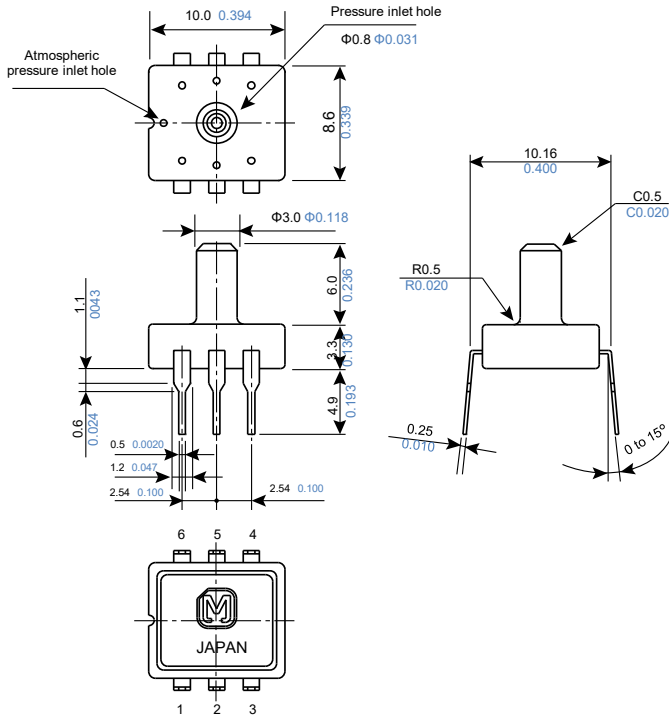 10.0 0.394
Pressure inlet hole
Φ0.8 Φ0.031
Atmospheric
pressure inlet hole
8.6
0.339
10.16
0.400
C0.5
C0.020
Φ3.0 Φ0.118
R0.5
R0.020
6.0
0.236
1.1
0043
3.3
0.130
4.9
0.193
0.6
0.024
0.25
0.010
0 to 15°
0.5 0.0020
1.2 0.047
2.54 0.100
2.54 0.100
6 5 4
M
JAPAN
1 2 3